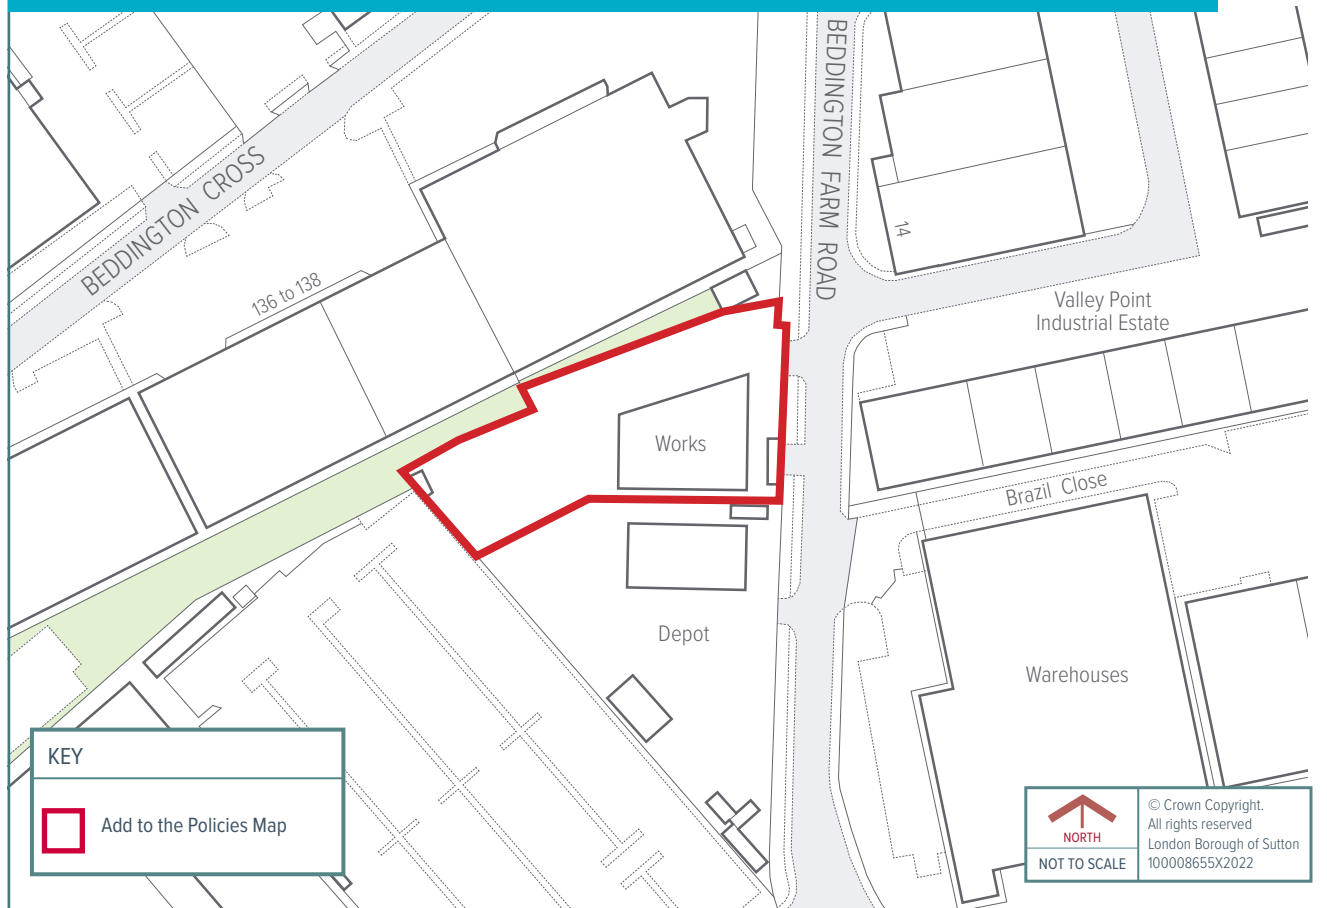 BEDDINGTON CROSS
136 to 138
BEDDINGTON FARM ROAD
14
Valley Point
Industrial Estate
Works
Brazil Close
Depot
Warehouses
KEY
Add to the Policies Map
NORTH
NOT TO SCALE
© Crown Copyright.
All rights reserved
London Borough of Sutton
100008655X2022